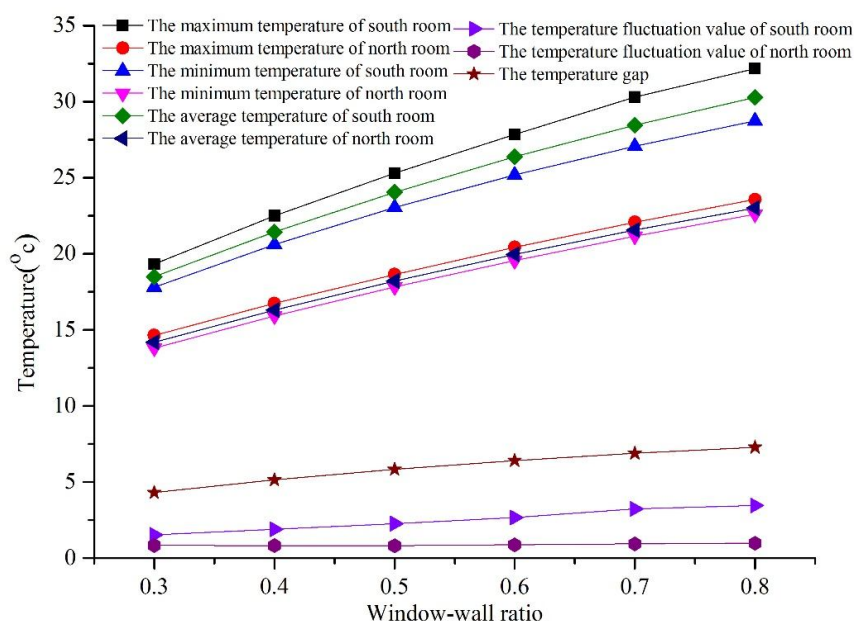 35
30
25
20
15
10
5
0
Temperature(°c)
The maximum temperature of south room
The maximum temperature of north room
The minimum temperature of south room
The minimum temperature of north room
The average temperature of south room
The average temperature of north room
The temperature fluctuation value of south room
The temperature fluctuation value of north room
The temperature gap
0.3 0.4 0.5 0.6 0.7 0.8
Window-wall ratio